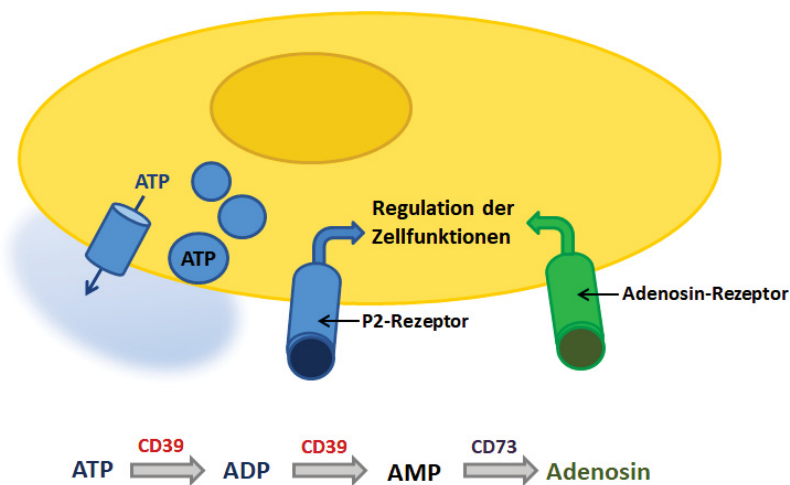 ATP
ATP
Regulation der
Zellfunktionen
Adenosin-Rezeptor
P2-Rezeptor
CD39 CD39 CD73
ATP ADP AMP Adenosin